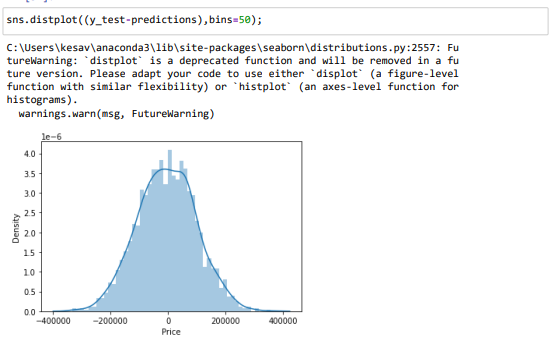 sns.distplot((y_test-predictions),bins=50);
C:\Users\kesav\anaconda3\lib\site-packages\seaborn\distributions.py:2557: Fu
tureWarning: `distplot` is a deprecated function and will be removed in a fu
ture version. Please adapt your code to use either `displot` (a figure-level
function with similar flexibility) or `histplot` (an axes-level function for
histograms).
warnings.warn(msg, FutureWarning)
1e−6
4.0
3.5
3.0
2.5
2.0
1.5
1.0
0.5
0.0
Density
−400000 −200000 0 200000 400000
Price